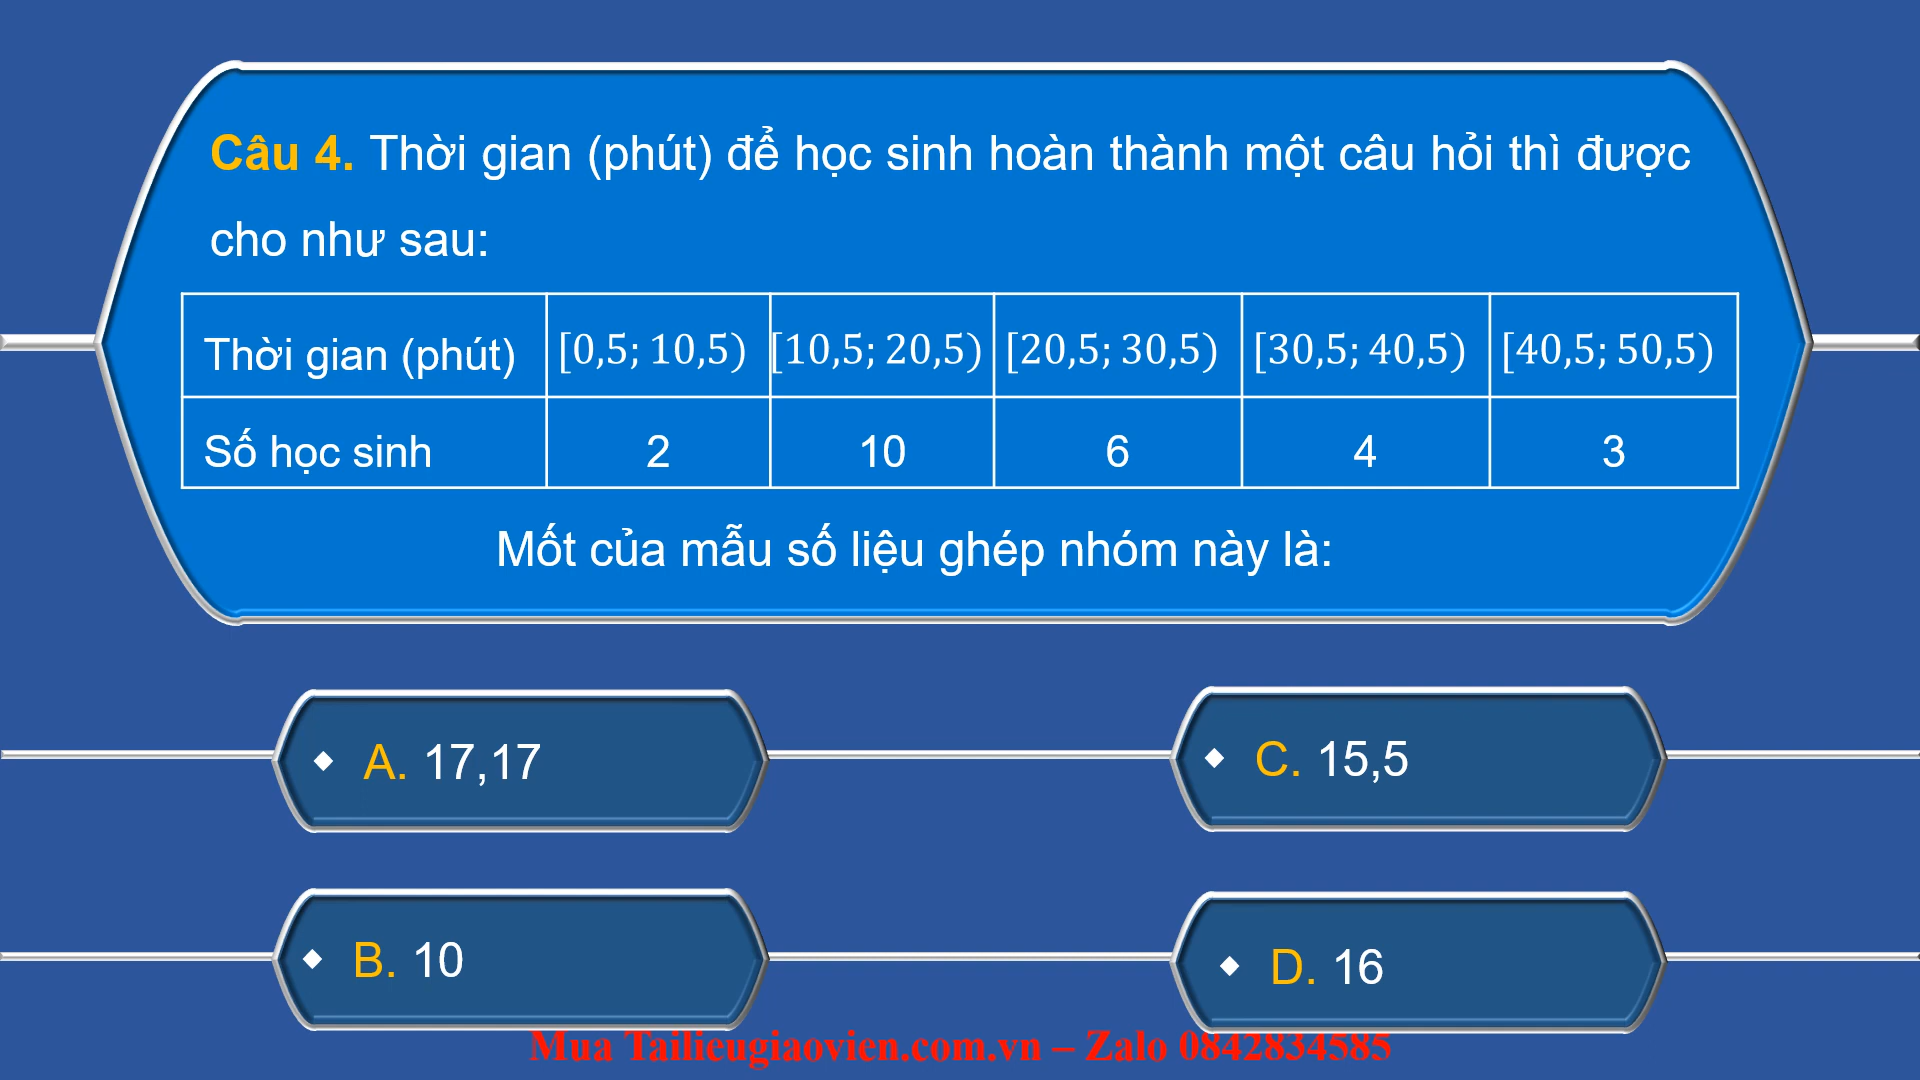 Câu 4. Thời gian (phút) để học sinh hoàn thành một câu hỏi thì được
cho như sau:
Thời gian (phút) [0,5; 10,5) [10,5; 20,5) [20,5; 30,5) [30,5; 40,5) [40,5; 50,5)
Số học sinh 2 10 6 4 3
Mốt của mẫu số liệu ghép nhóm này là:
A. 17,17
C. 15,5
B. 10
D. 16
Mua Tailieugiaovien.com.vn – Zalo 0842834585